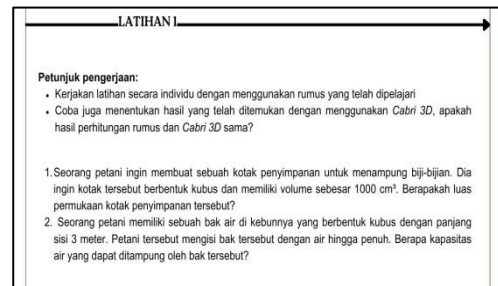 LATIHAN 1
Petunjuk pengerjaan:
• Kerjakan latihan secara individu dengan menggunakan rumus yang telah dipelajari
• Coba juga menentukan hasil yang telah ditemukan dengan menggunakan Cabri 3D, apakah
hasil perhitungan rumus dan Cabri 3D sama?
1.Seorang petani ingin membuat sebuah kotak penyimpanan untuk menampung biji-bijian. Dia
ingin kotak tersebut berbentuk kubus dan memiliki volume sebesar 1000 cm³. Berapakah luas
permukaan kotak penyimpanan tersebut?
2. Seorang petani memiliki sebuah bak air di kebunnya yang berbentuk kubus dengan panjang
sisi 3 meter. Petani tersebut mengisi bak tersebut dengan air hingga penuh. Berapa kapasitas
air yang dapat ditampung oleh bak tersebut?